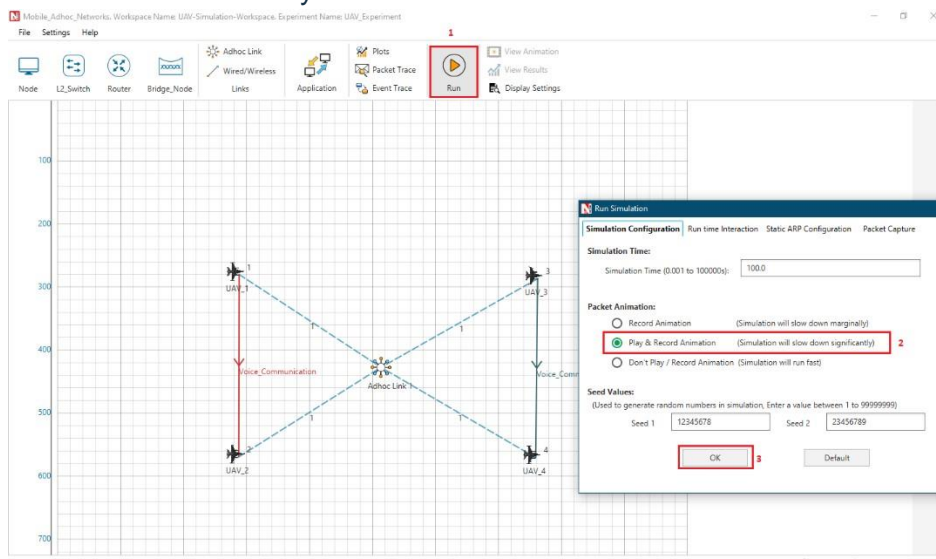 Mobile_Adhoc_Networks. Workspace Name: UAV-Simulation-Workspace. Experiment Name: UAV_Experiment
File Settings Help
1
Adhoc Link
Plots
View Animation
Wired/Wireless
Packet Trace
View Results
Node L2_Switch Router Bridge_Node Links Application Event Trace Run Display Settings
100
200
300
400
500
600
700
1
UAV_1
3
UAV_3
1
1
Voice_Communication
Adhoc Link 1
Voice_Com
1
1
2
UAV_2
4
UAV_4
Run Simulation
Simulation Configuration Run time Interaction Static ARP Configuration Packet Capture
Simulation Time:
Simulation Time (0.001 to 100000s): 100.0
Packet Animation:
Record Animation (Simulation will slow down marginally)
Play & Record Animation (Simulation will slow down significantly) 2
Don't Play / Record Animation (Simulation will run fast)
Seed Values:
(Used to generate random numbers in simulation, Enter a value between 1 to 99999999)
Seed 1 12345678 Seed 2 23456789
OK 3 Default